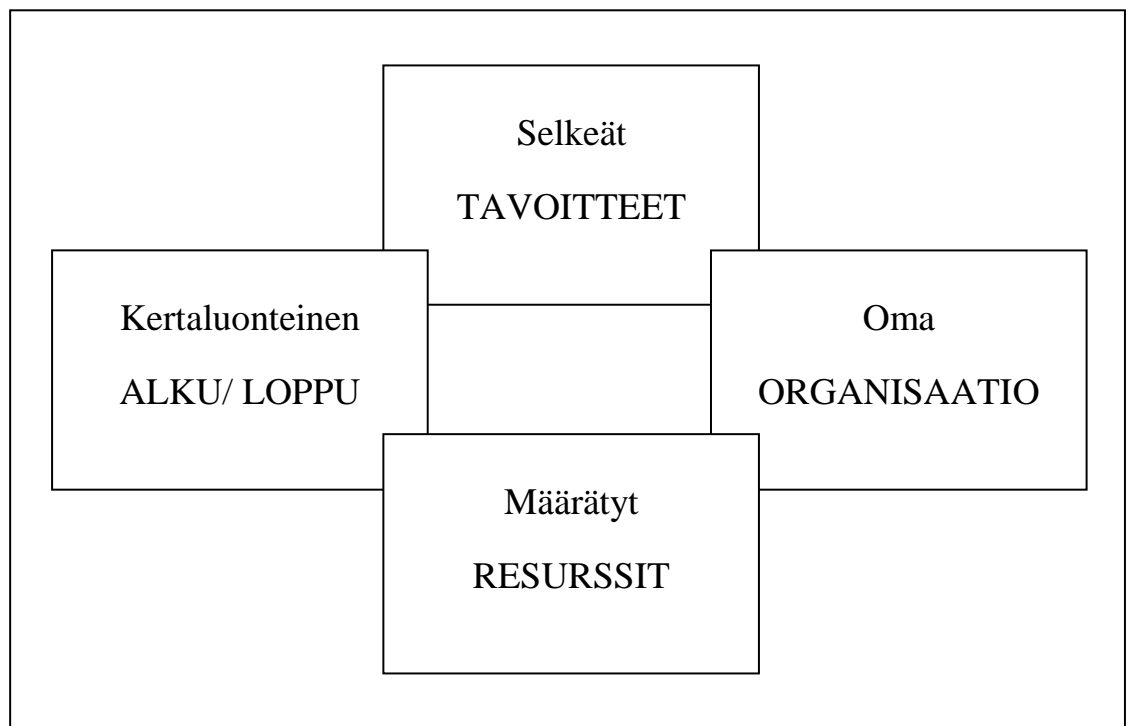 Selkeät
TAVOITTEET
Kertaluonteinen
ALKU/ LOPPU
Oma
ORGANISAATIO
Määrätyt
RESURSSIT